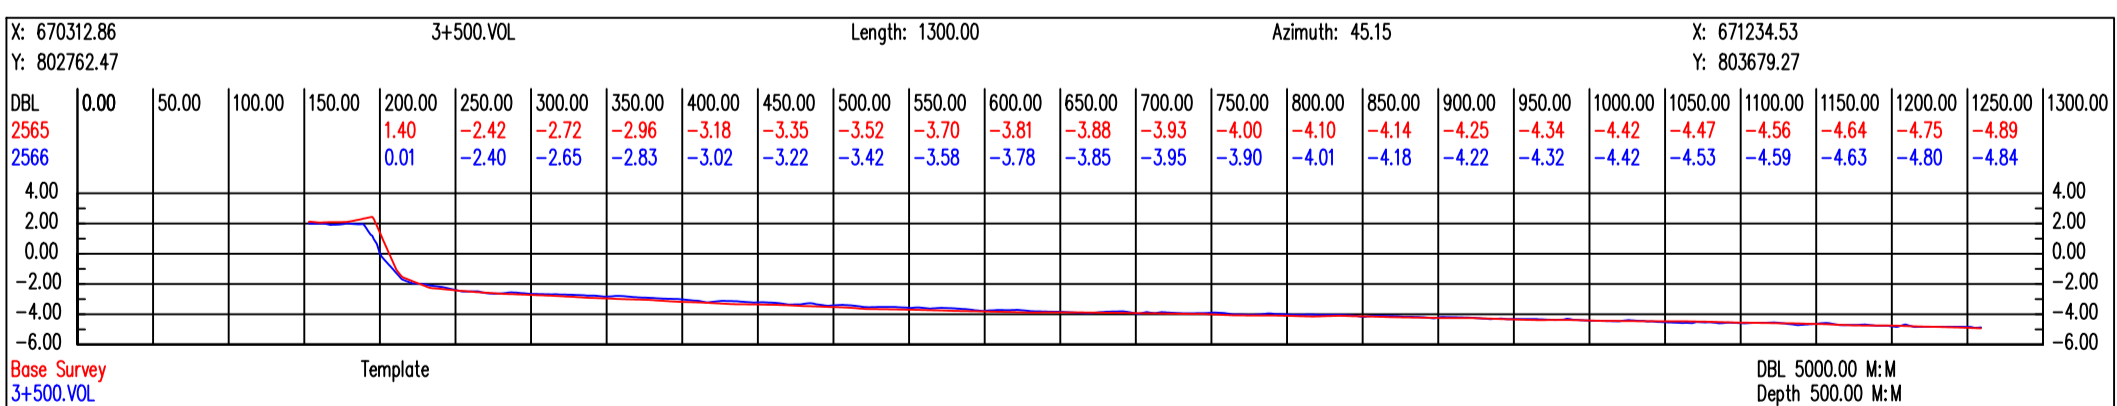 X: 670312.86 3+500.VOL Length: 1300.00 Azimuth: 45.15 X: 671234.53
Y: 802762.47 Y: 803679.27
DBL 0.00 50.00 100.00 150.00 200.00 250.00 300.00 350.00 400.00 450.00 500.00 550.00 600.00 650.00 700.00 750.00 800.00 850.00 900.00 950.00 1000.00 1050.00 1100.00 1150.00 1200.00 1250.00 1300.00
2565 1.40 -2.42 -2.72 -2.96 -3.18 -3.35 -3.52 -3.70 -3.81 -3.88 -3.93 -4.00 -4.10 -4.14 -4.25 -4.34 -4.42 -4.47 -4.56 -4.64 -4.75 -4.89
2566 0.01 -2.40 -2.65 -2.83 -3.02 -3.22 -3.42 -3.58 -3.78 -3.85 -3.95 -3.90 -4.01 -4.18 -4.22 -4.32 -4.42 -4.53 -4.59 -4.63 -4.80 -4.84
4.00 4.00
2.00 2.00
0.00 0.00
-2.00 -2.00
-4.00 -4.00
-6.00 -6.00
Base Survey Template DBL 5000.00 M:M
3+500.VOL Depth 500.00 M:M